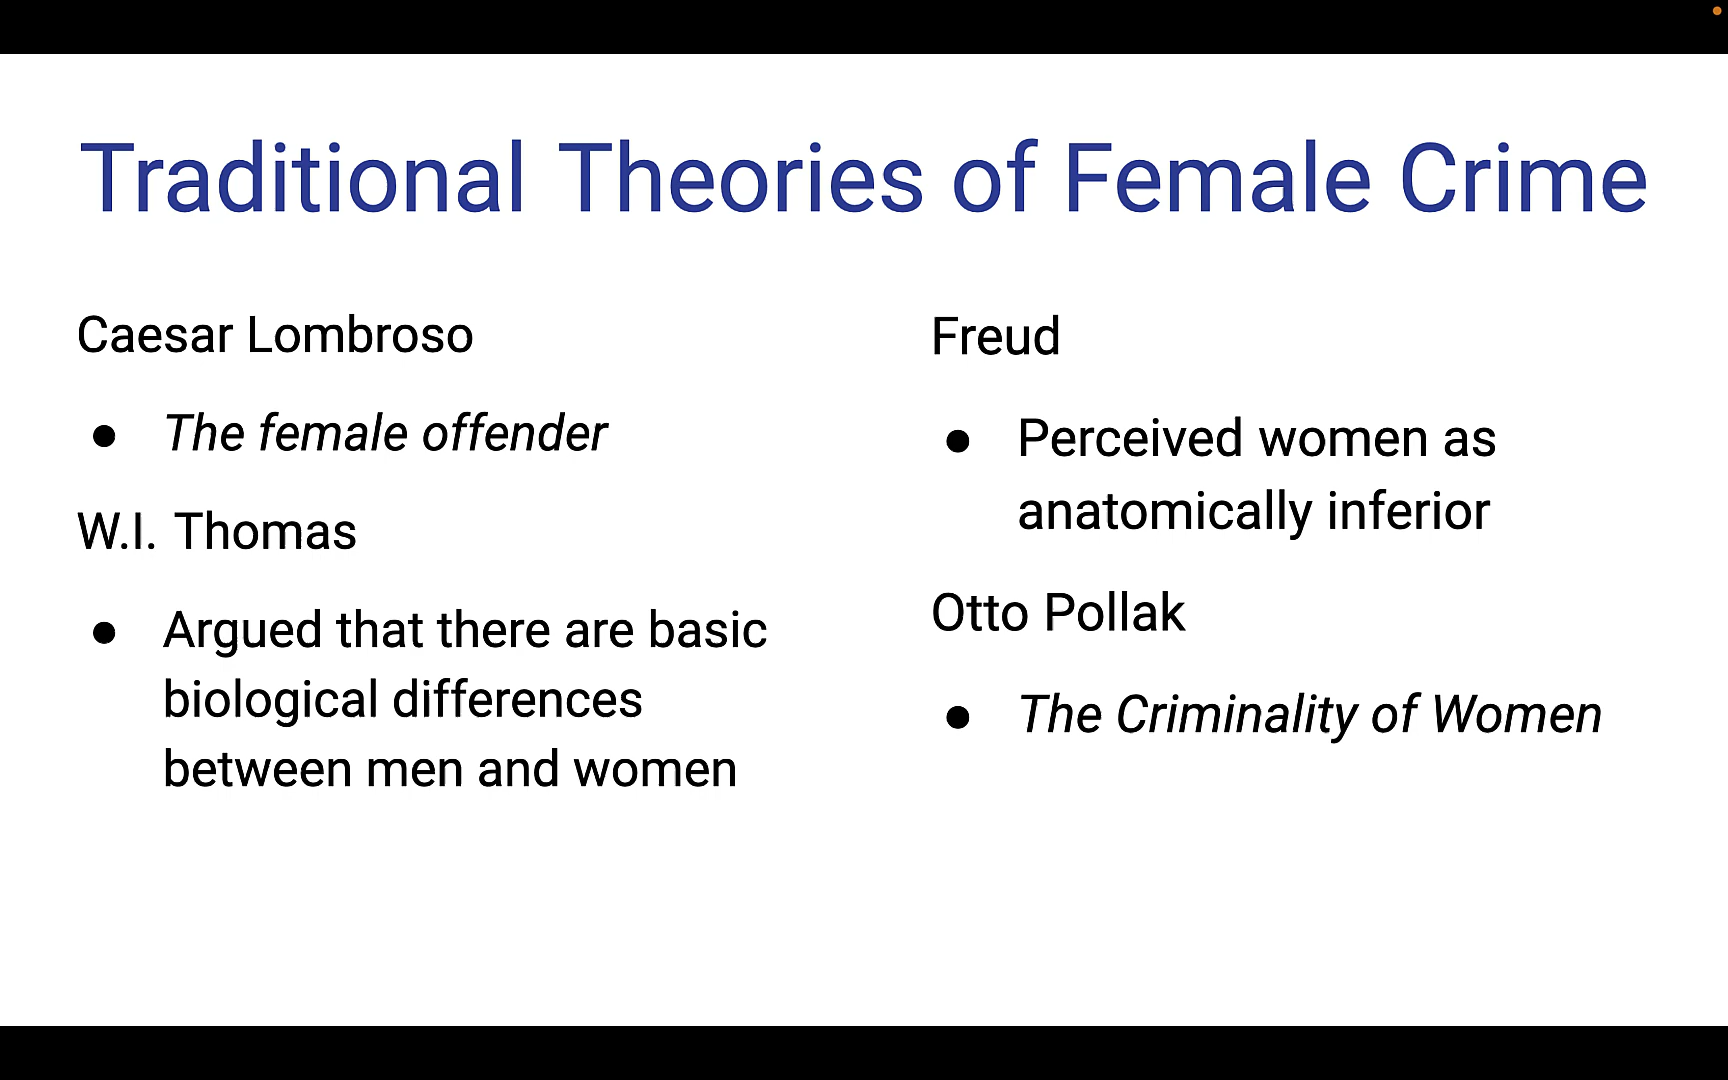 Traditional Theories of Female Crime
Caesar Lombroso
● The female offender
W.I. Thomas
● Argued that there are basic
biological differences
between men and women
Freud
● Perceived women as
anatomically inferior
Otto Pollak
● The Criminality of Women